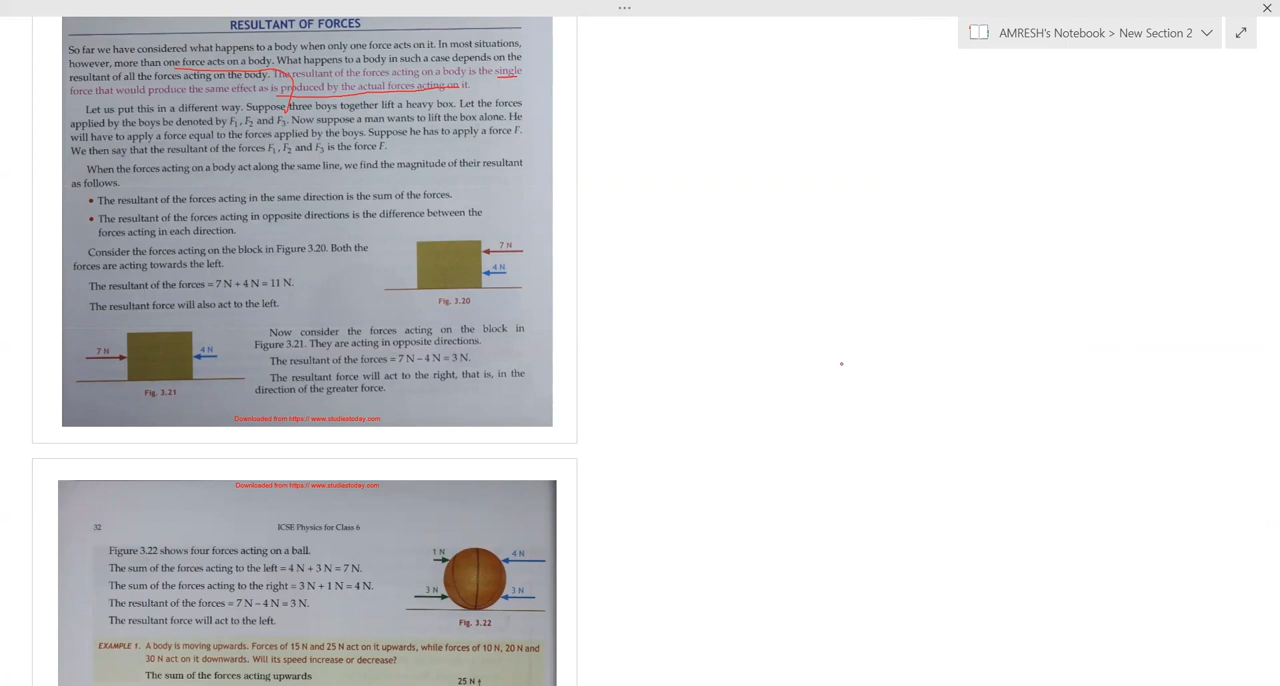 AMRESH's Notebook > New Section 2
RESULTANT OF FORCES
So far we have considered what happens to a body when only one force acts on it. In most situations,
however, more than one force acts on a body. What happens to a body in such a case depends on the
resultant of all the forces acting on the body. The resultant of the forces acting on a body is the single
force that would produce the same effect as is produced by the actual forces acting on it.
Let us put this in a different way. Suppose three boys together lift a heavy box. Let the forces
applied by the boys be denoted by F₁, F₂ and F₃. Now suppose a man wants to lift the box alone. He
will have to apply a force equal to the forces applied by the boys. Suppose he has to apply a force F.
We then say that the resultant of the forces F₁, F₂ and F₃ is the force F.
When the forces acting on a body act along the same line, we find the magnitude of their resultant
as follows.
• The resultant of the forces acting in the same direction is the sum of the forces.
• The resultant of the forces acting in opposite directions is the difference between the
forces acting in each direction.
Consider the forces acting on the block in Figure 3.20. Both the
forces are acting towards the left.
The resultant of the forces = 7 N + 4 N = 11 N.
The resultant force will also act to the left.
7 N
4 N
Fig. 3.20
7 N
4 N
Fig. 3.21
Now consider the forces acting on the block in
Figure 3.21. They are acting in opposite directions.
The resultant of the forces = 7 N – 4 N = 3 N.
The resultant force will act to the right, that is, in the
direction of the greater force.
Downloaded from https:// www.studiestoday.com
Downloaded from https:// www.studiestoday.com
32
ICSE Physics for Class 6
Figure 3.22 shows four forces acting on a ball.
The sum of the forces acting to the left = 4 N + 3 N = 7 N.
The sum of the forces acting to the right = 3 N + 1 N = 4 N.
The resultant of the forces = 7 N – 4 N = 3 N.
The resultant force will act to the left.
1 N
4 N
3 N
3 N
Fig. 3.22
EXAMPLE 1. A body is moving upwards. Forces of 15 N and 25 N act on it upwards, while forces of 10 N, 20 N and
30 N act on it downwards. Will its speed increase or decrease?
The sum of the forces acting upwards
25 N